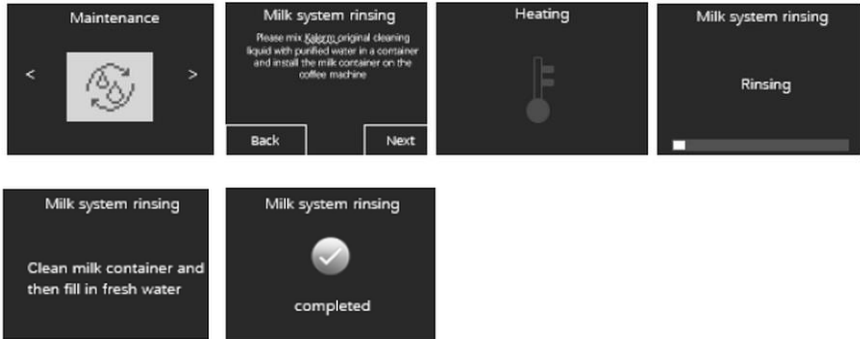 Maintenance
<
>
Milk system rinsing
Please mix Kalerm original cleaning
liquid with purified water in a container
and install the milk container on the
coffee machine
Back
Next
Heating
Milk system rinsing
Rinsing
Milk system rinsing
Clean milk container and
then fill in fresh water
Milk system rinsing
completed